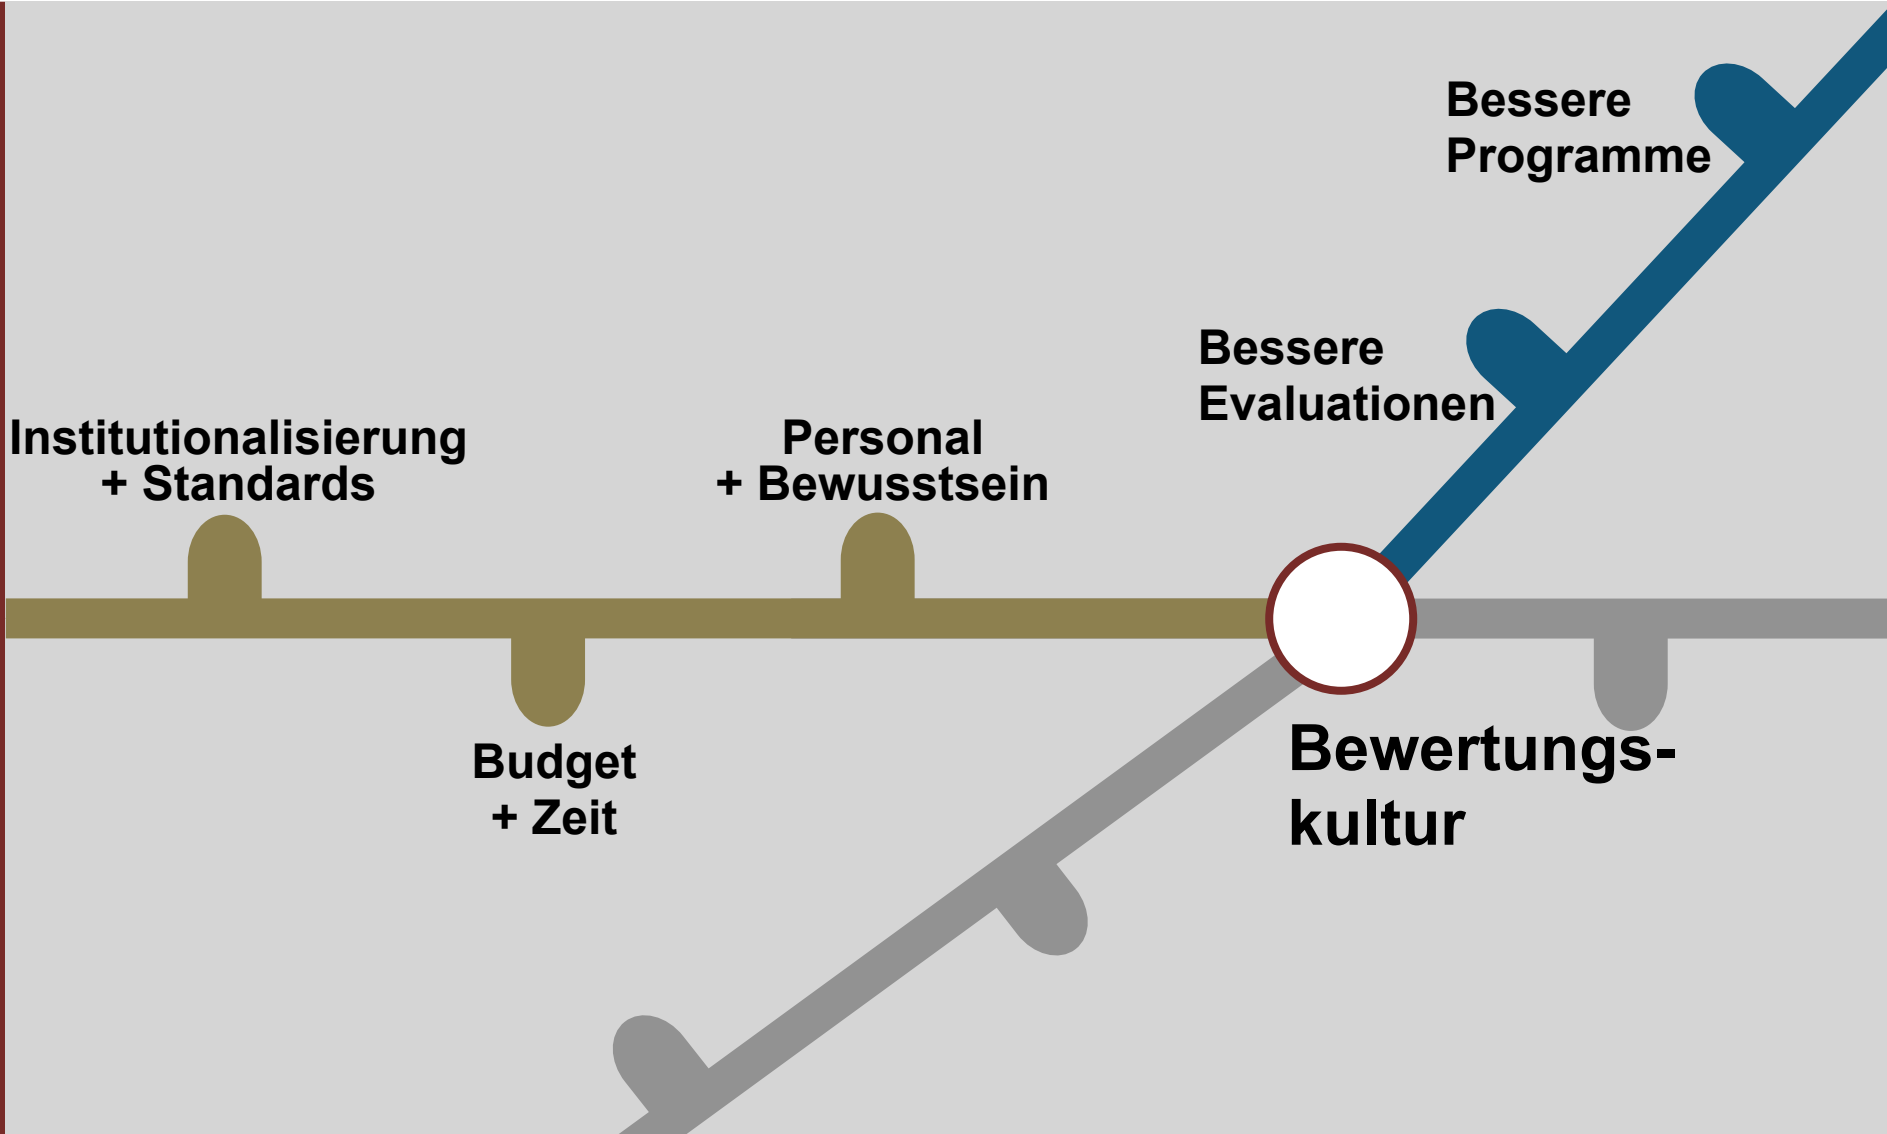 Bessere
Programme
Bessere
Evaluationen
Institutionalisierung
+ Standards
Personal
+ Bewusstsein
Budget
+ Zeit
Bewertungs-
kultur